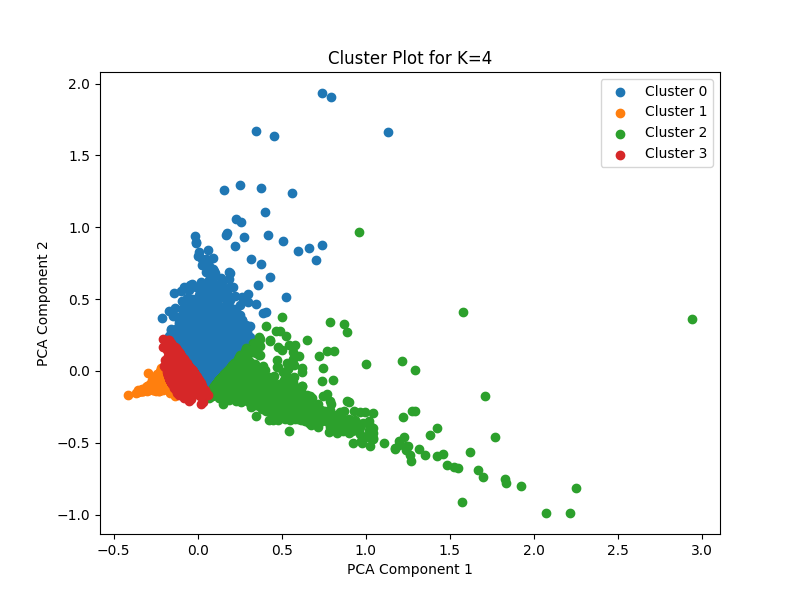 Cluster Plot for K=4
Cluster 0
Cluster 1
Cluster 2
Cluster 3
PCA Component 2
2.0
1.5
1.0
0.5
0.0
−0.5
−1.0
−0.5
0.0
0.5
1.0
1.5
2.0
2.5
3.0
PCA Component 1